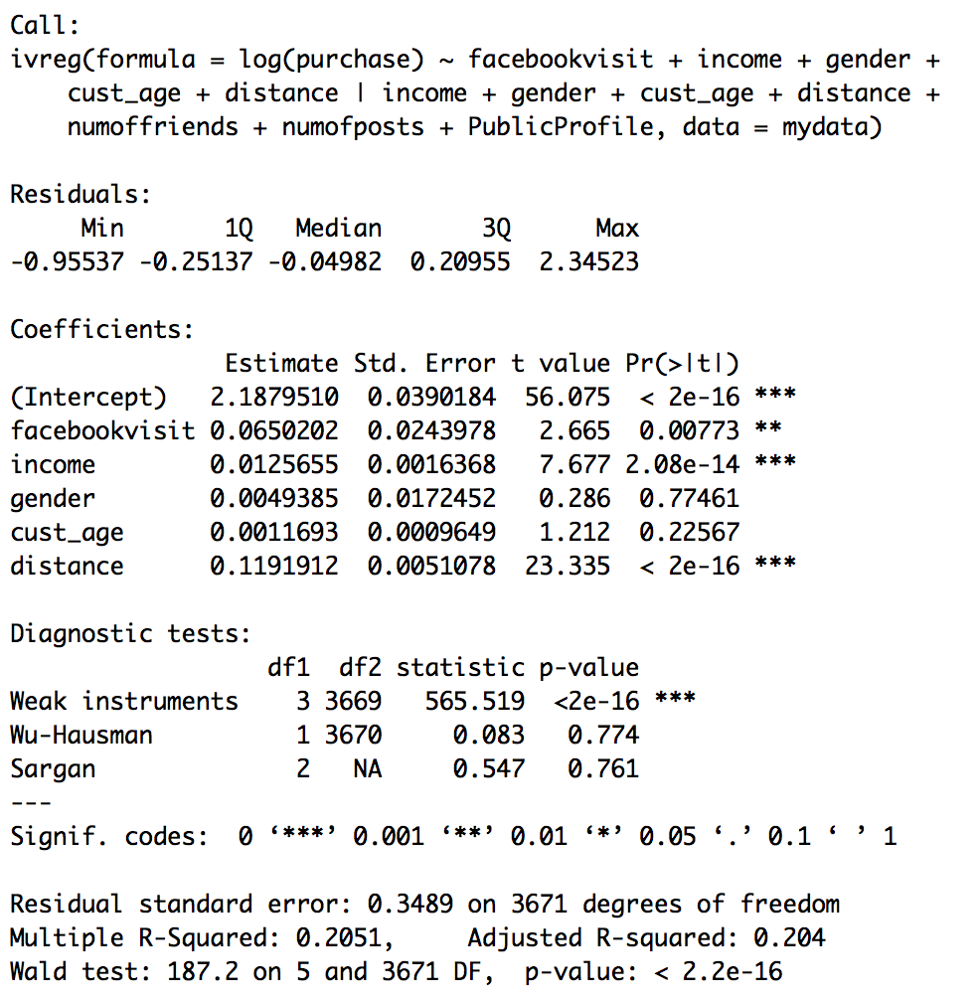 Call:
ivreg(formula = log(purchase) ~ facebookvisit + income + gender +
    cust_age + distance | income + gender + cust_age + distance +
    numoffriends + numofposts + PublicProfile, data = mydata)

Residuals:
     Min       1Q   Median       3Q      Max
-0.95537 -0.25137 -0.04982  0.20955  2.34523

Coefficients:
              Estimate Std. Error t value Pr(>|t|)
(Intercept)   2.1879510  0.0390184  56.075  < 2e-16 ***
facebookvisit 0.0650202  0.0243978   2.665  0.00773 **
income        0.0125655  0.0016368   7.677 2.08e-14 ***
gender        0.0049385  0.0172452   0.286  0.77461
cust_age      0.0011693  0.0009649   1.212  0.22567
distance      0.1191912  0.0051078  23.335  < 2e-16 ***

Diagnostic tests:
                 df1  df2 statistic p-value
Weak instruments   3 3669   565.519  <2e-16 ***
Wu-Hausman         1 3670     0.083   0.774
Sargan             2   NA     0.547   0.761
---
Signif. codes:  0 ‘***’ 0.001 ‘**’ 0.01 ‘*’ 0.05 ‘.’ 0.1 ‘ ’ 1

Residual standard error: 0.3489 on 3671 degrees of freedom
Multiple R-Squared: 0.2051,     Adjusted R-squared: 0.204
Wald test: 187.2 on 5 and 3671 DF,  p-value: < 2.2e-16